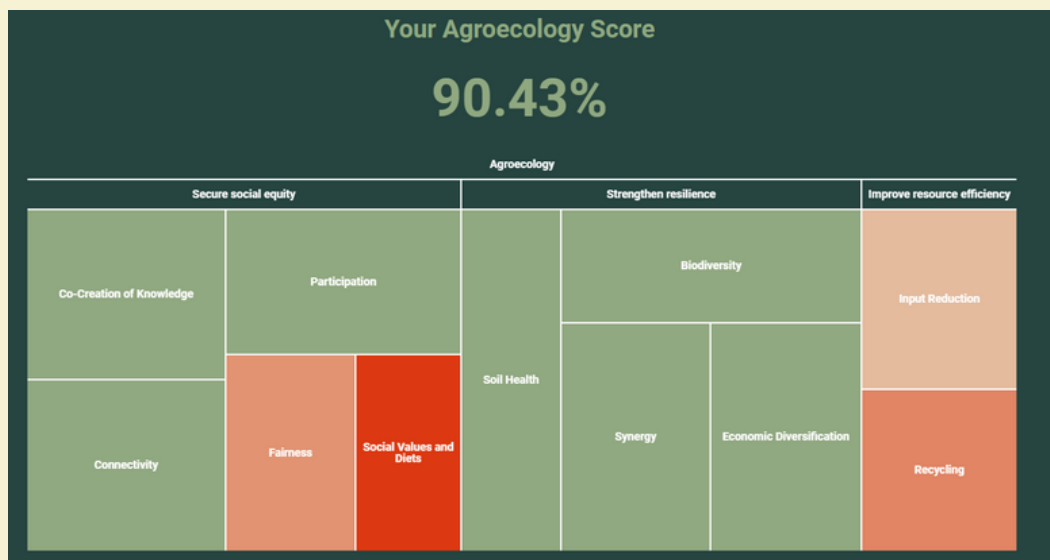 Your Agroecology Score
90.43%
Agroecology
Secure social equity
Strengthen resilience
Improve resource efficiency
Co-Creation of Knowledge
Participation
Biodiversity
Input Reduction
Soil Health
Connectivity
Fairness
Social Values and
Diets
Synergy
Economic Diversification
Recycling